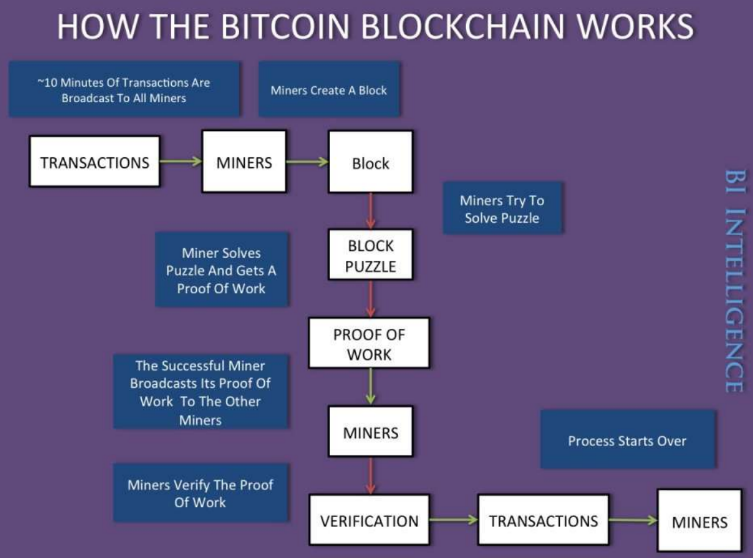 HOW THE BITCOIN BLOCKCHAIN WORKS
~10 Minutes Of Transactions Are
Broadcast To All Miners
Miners Create A Block
TRANSACTIONS
MINERS
Block
Miners Try To
Solve Puzzle
BLOCK
PUZZLE
Miner Solves
Puzzle And Gets A
Proof Of Work
PROOF OF
WORK
The Successful Miner
Broadcasts Its Proof Of
Work To The Other
Miners
MINERS
Process Starts Over
Miners Verify The Proof
Of Work
VERIFICATION
TRANSACTIONS
MINERS
BI INTELLIGENCE